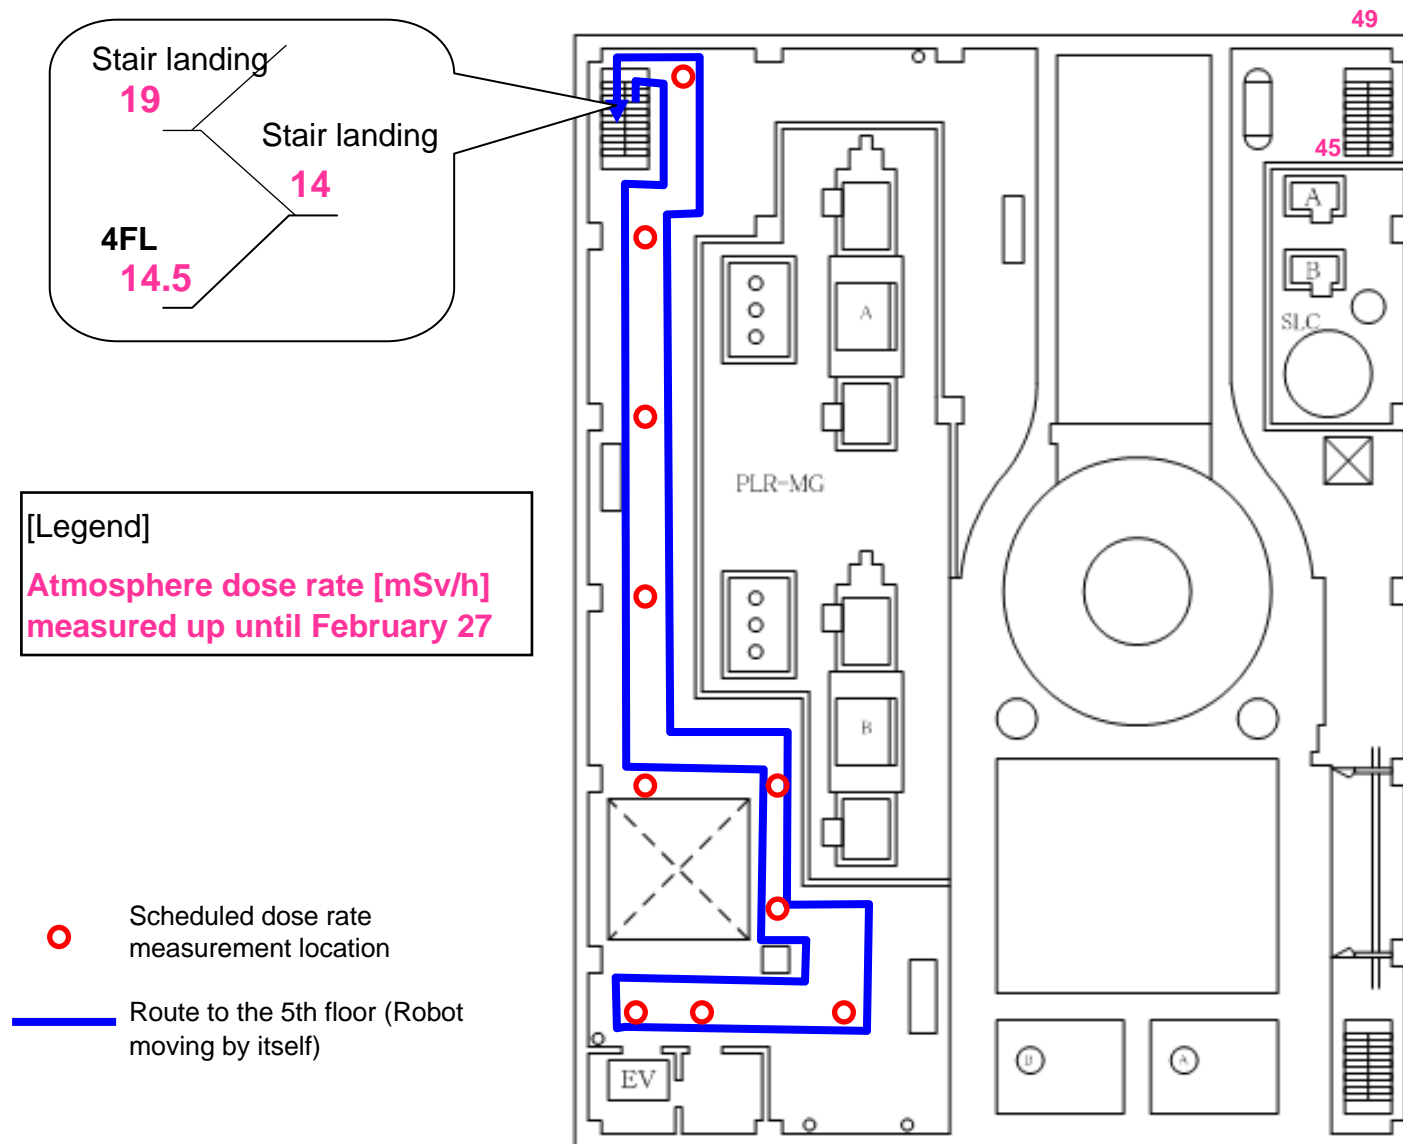 49
Stair landing
19
Stair landing
14
4FL
14.5
45
A
B
SLC
A
PLR-MG
[Legend]
Atmosphere dose rate [mSv/h]
measured up until February 27
B
Scheduled dose rate
measurement location
Route to the 5th floor (Robot
moving by itself)
EV
B
A